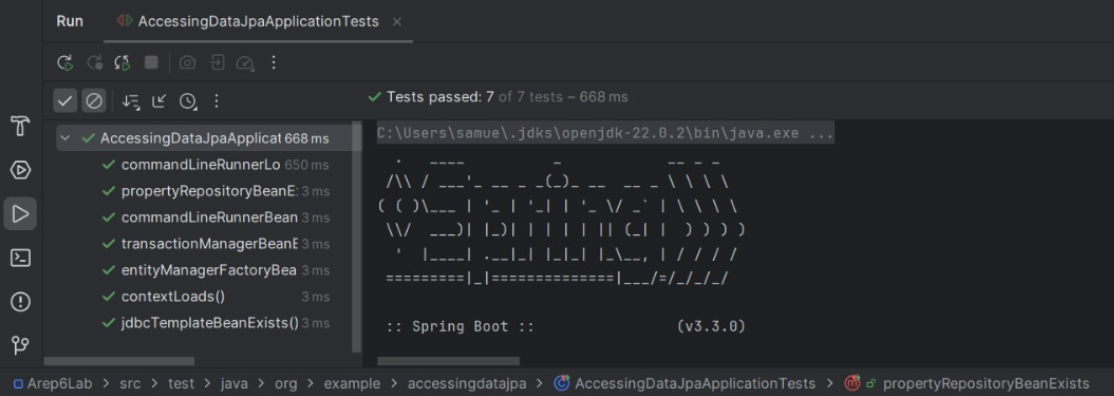 Run AccessingDataJpaApplicationTests
Tests passed: 7 of 7 tests – 668 ms
AccessingDataJpaApplicat 668 ms
commandLineRunnerLo 650 ms
propertyRepositoryBeanE: 3 ms
commandLineRunnerBean 3 ms
transactionManagerBeanE 3 ms
entityManagerFactoryBea 3 ms
contextLoads() 3 ms
jdbcTemplateBeanExists() 3 ms
C:\Users\samue\.jdks\openjdk-22.0.2\bin\java.exe ...
  .   ____          _            __ _ _
 /\\ / ___'_ __ _ _(_)_ __  __ _ \ \ \ \
( ( )\___ | '_ | '_| | '_ \/ _` | \ \ \ \
 \\/  ___)| |_)| | | | | || (_| |  ) ) ) )
  '  |____| .__|_| |_|_| |_\__, | / / / /
 =========|_|==============|___/=/_/_/_/
:: Spring Boot :: (v3.3.0)
Arep6Lab > src > test > java > org > example > accessingdatajpa > AccessingDataJpaApplicationTests > propertyRepositoryBeanExists